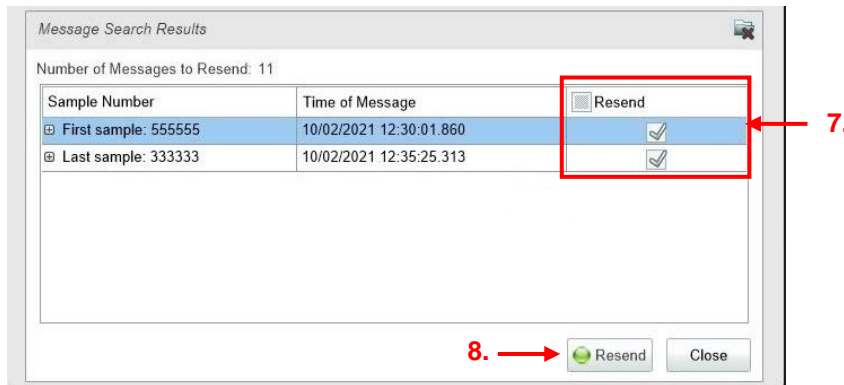 Message Search Results
Number of Messages to Resend: 11
Sample Number Time of Message Resend
First sample: 555555 10/02/2021 12:30:01.860
7.
Last sample: 333333 10/02/2021 12:35:25.313
8. Resend Close